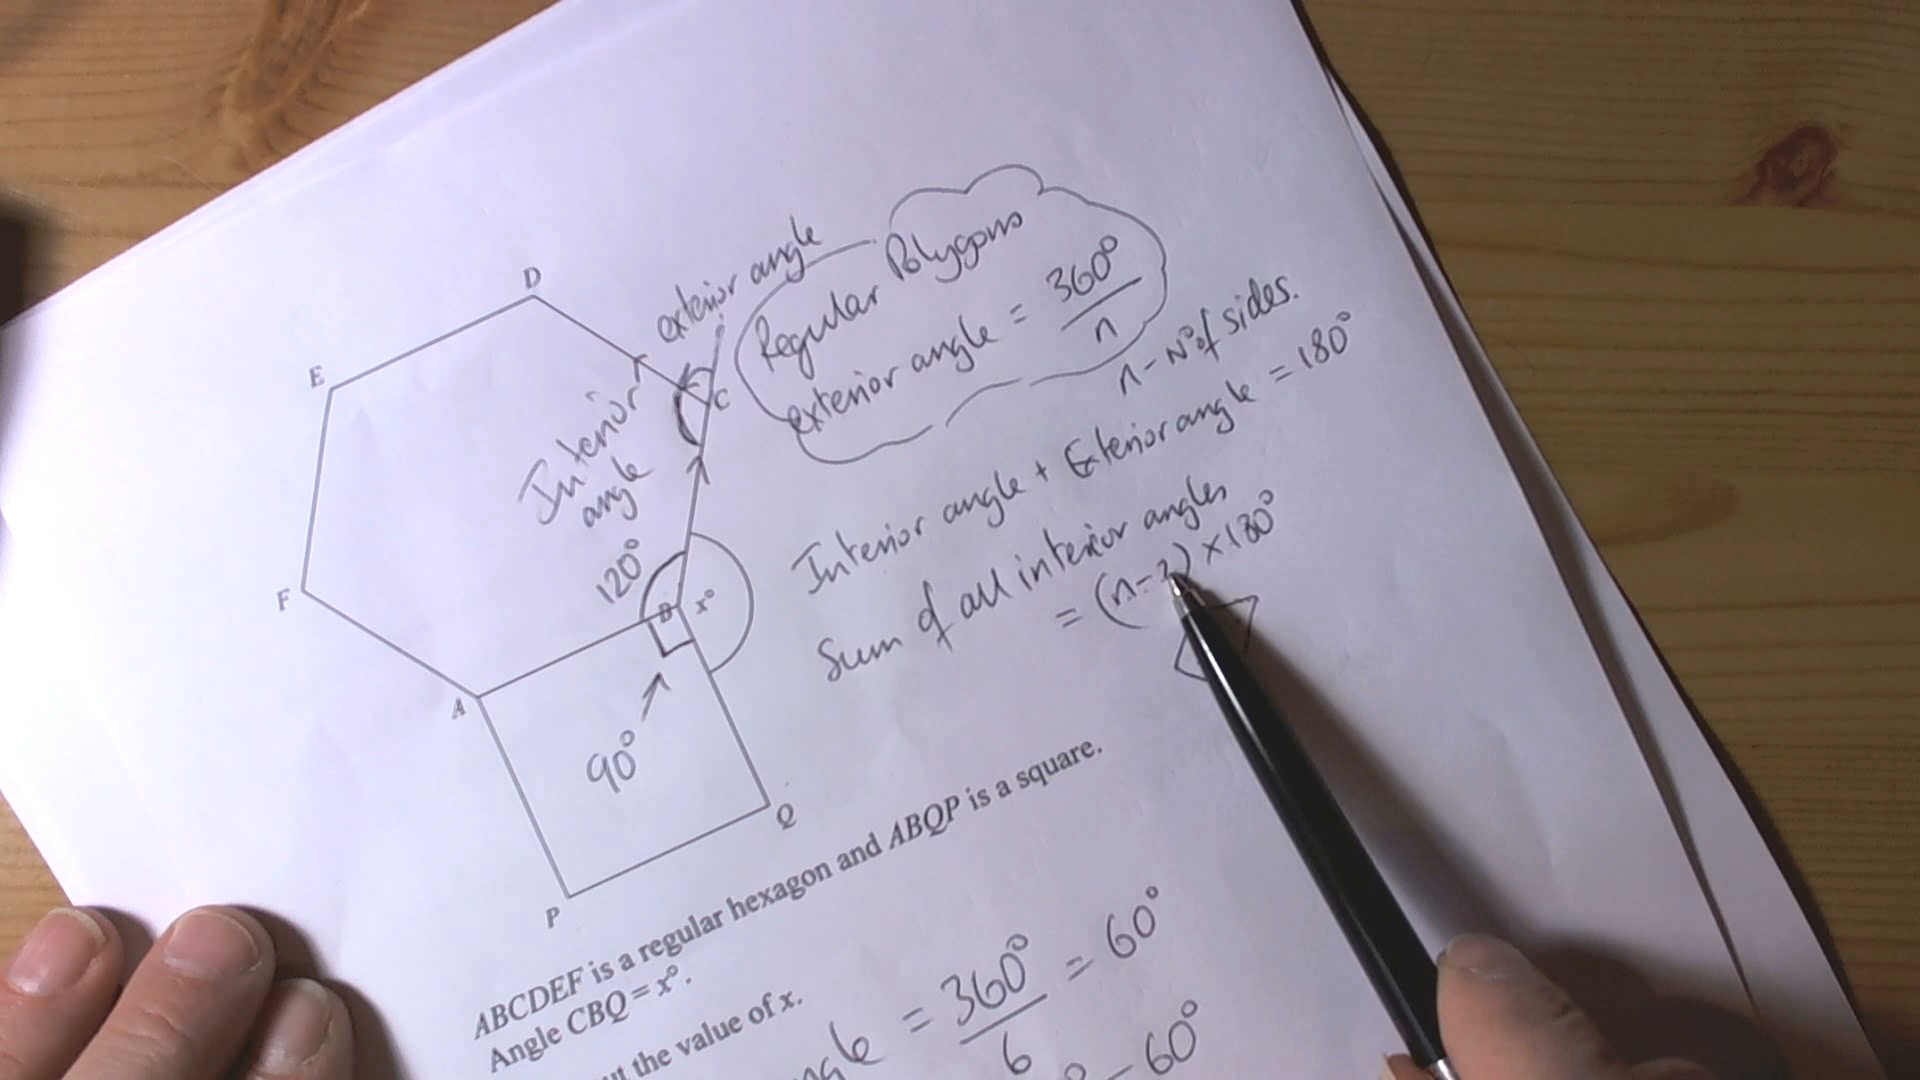 D
E
F
A
C
B
x°
Q
P
exterior angle
Interior
angle
120°
90°
Regular Polygons
exterior angle = 360°
n
n - Nº of sides.
Interior angle + Exterior angle = 180°
Sum of all interior angles
= (n-2) × 180°
ABCDEF is a regular hexagon and ABQP is a square.
Angle CBQ = x°.
the value of x.
= 360° = 60°
6
- 60°